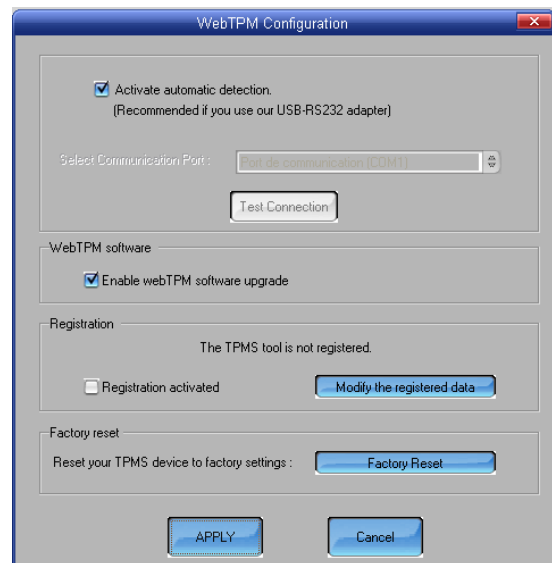 WebTPM Configuration
Activate automatic detection.
(Recommended if you use our USB-RS232 adapter)
Select Communication Port :
Port de communication (COM1)
Test Connection
WebTPM software
Enable webTPM software upgrade
Registration
The TPMS tool is not registered.
Registration activated
Modify the registered data
Factory reset
Reset your TPMS device to factory settings :
Factory Reset
APPLY
Cancel